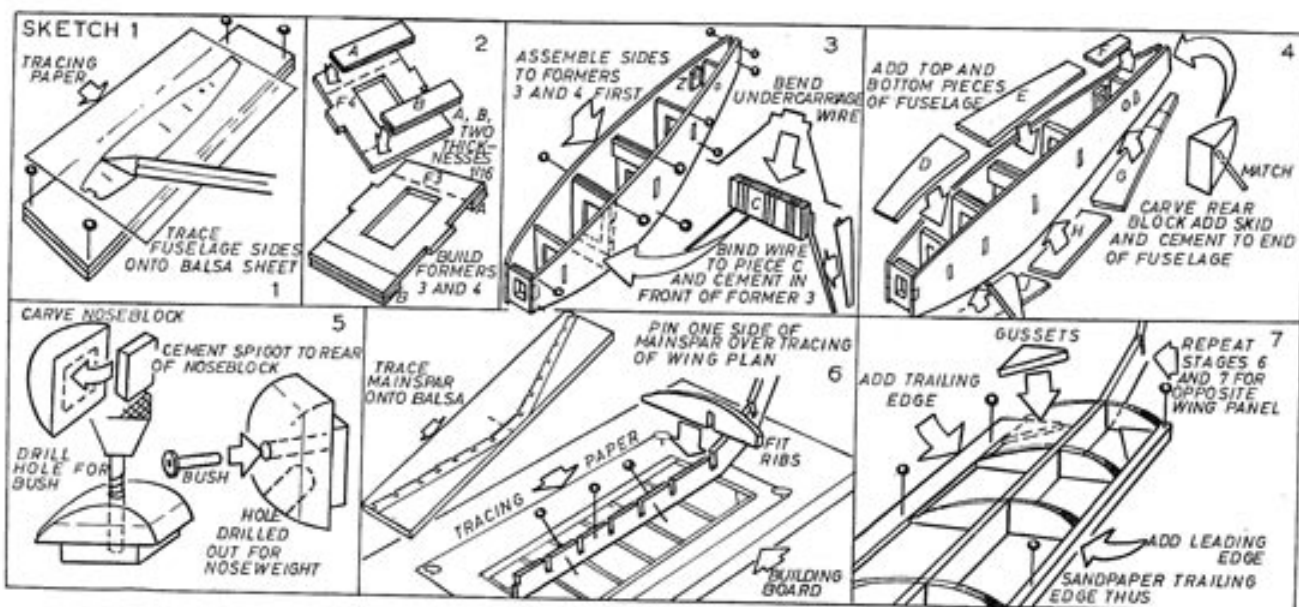 SKETCH 1
TRACING
PAPER
TRACE
FUSELAGE SIDES
ONTO BALSA SHEET
1
2
A
F4
B
A, B,
TWO
THICK-
NESSES
1/16
F3
A
BUILD
FORMERS
3 AND 4
B
3
ASSEMBLE SIDES
TO FORMERS
3 AND 4 FIRST
Z
BEND
UNDERCARRIAGE
WIRE
C
BIND WIRE
TO PIECE C
AND CEMENT IN
FRONT OF FORMER 3
4
F
ADD TOP AND
BOTTOM PIECES
OF FUSELAGE
E
D
G
H
MATCH
CARVE REAR
BLOCK ADD SKID
AND CEMENT TO END
OF FUSELAGE
5
CARVE NOSEBLOCK
CEMENT SPIGOT TO REAR
OF NOSEBLOCK
DRILL
HOLE FOR
BUSH
BUSH
HOLE
DRILLED
OUT FOR
NOSEWEIGHT
6
PIN ONE SIDE OF
MAINSPAR OVER TRACING
OF WING PLAN
TRACE
MAINSPAR
ONTO BALSA
FIT
RIBS
TRACING PAPER
BUILDING
BOARD
7
GUSSETS
REPEAT
STAGES 6
AND 7 FOR
OPPOSITE
WING PANEL
ADD TRAILING
EDGE
ADD LEADING
EDGE
SANDPAPER TRAILING
EDGE THUS